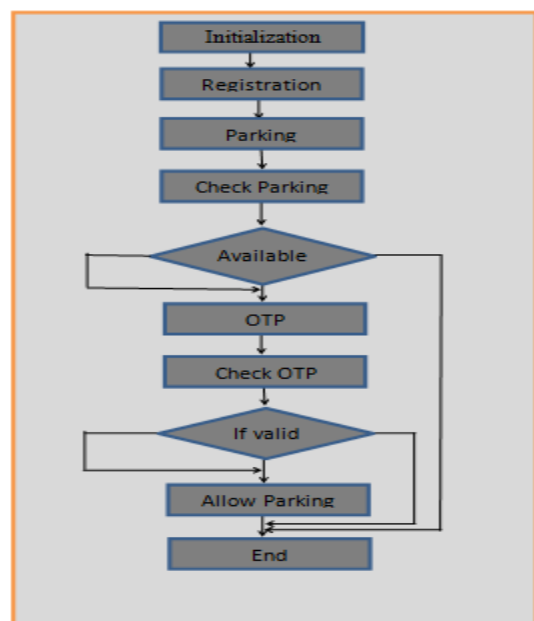 Initialization
Registration
Parking
Check Parking
Available
OTP
Check OTP
If valid
Allow Parking
End